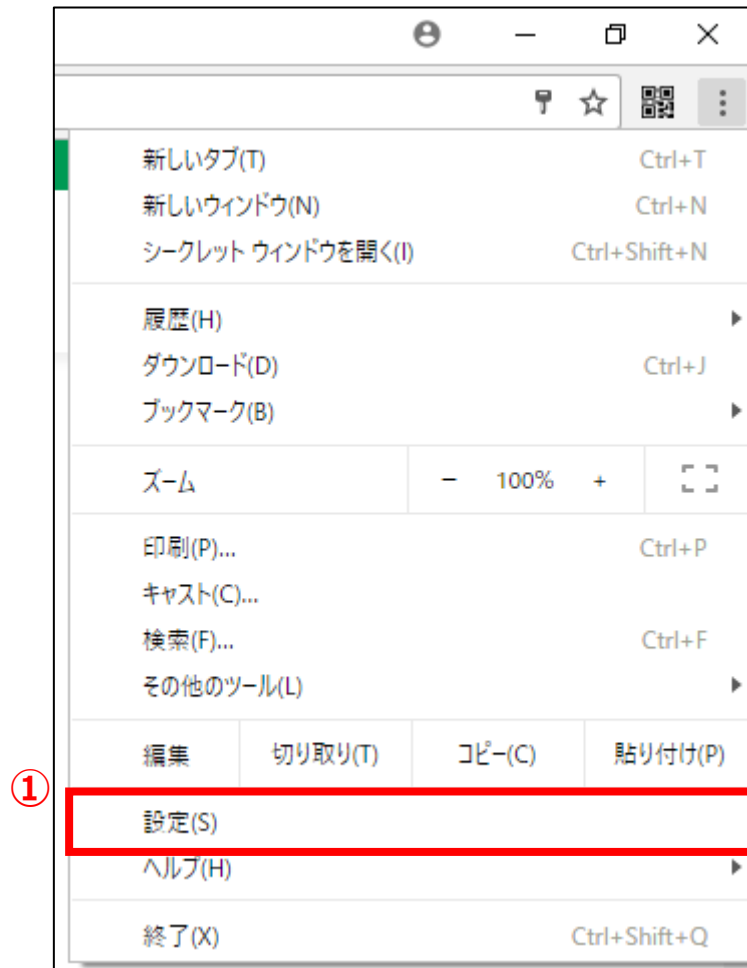 新しいタブ(T) Ctrl+T
新しいウィンドウ(N) Ctrl+N
シークレット ウィンドウを開く(I) Ctrl+Shift+N
履歴(H)
ダウンロード(D) Ctrl+J
ブックマーク(B)
ズーム − 100% +
印刷(P)... Ctrl+P
キャスト(C)...
検索(F)... Ctrl+F
その他のツール(L)
編集 切り取り(T) コピー(C) 貼り付け(P)
①
設定(S)
ヘルプ(H)
終了(X) Ctrl+Shift+Q